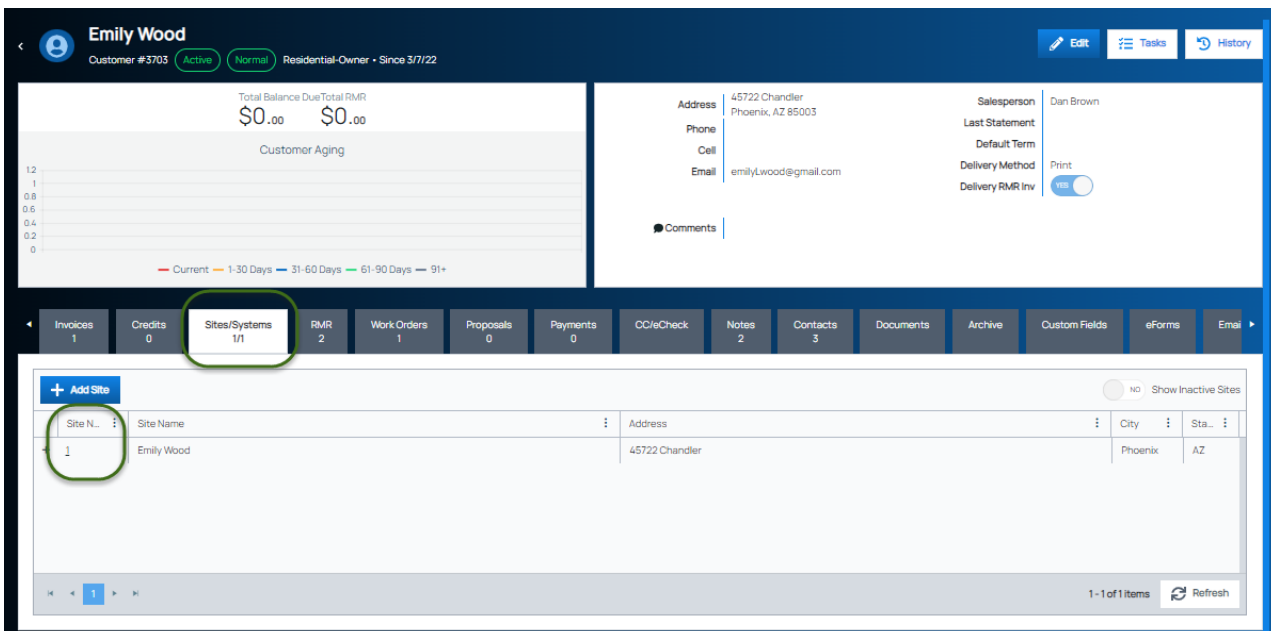 Emily Wood
Customer #3703 Active Normal Residential-Owner • Since 3/7/22
Edit Tasks History
Total Balance Due Total RMR
$0.00 $0.00
Customer Aging
1.2
1
0.8
0.6
0.4
0.2
0
Current 1-30 Days 31-60 Days 61-90 Days 91+
Address 45722 Chandler
Phoenix, AZ 85003
Phone
Cell
Email emilyLwood@gmail.com
Comments
Salesperson Dan Brown
Last Statement
Default Term
Delivery Method Print
Delivery RMR Inv YES
Invoices Credits Sites/Systems RMR Work Orders Proposals Payments CC/eCheck Notes Contacts Documents Archive Custom Fields eForms Emai
1 0 1/1 2 1 0 0 2 3
+ Add Site NO Show Inactive Sites
Site N... Site Name Address City Sta...
1 Emily Wood 45722 Chandler Phoenix AZ
1 1 - 1 of 1 items Refresh